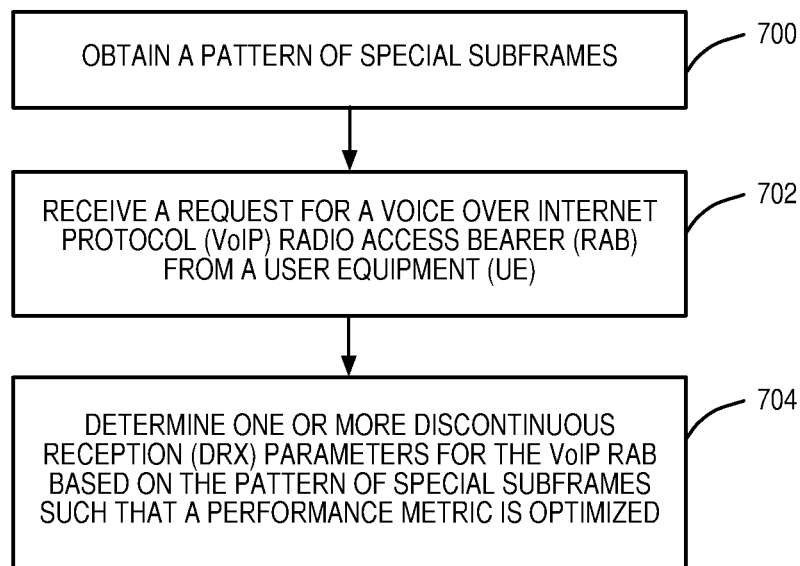 OBTAIN A PATTERN OF SPECIAL SUBFRAMES
700
RECEIVE A REQUEST FOR A VOICE OVER INTERNET
PROTOCOL (VoIP) RADIO ACCESS BEARER (RAB)
FROM A USER EQUIPMENT (UE)
702
DETERMINE ONE OR MORE DISCONTINUOUS
RECEPTION (DRX) PARAMETERS FOR THE VoIP RAB
BASED ON THE PATTERN OF SPECIAL SUBFRAMES
SUCH THAT A PERFORMANCE METRIC IS OPTIMIZED
704